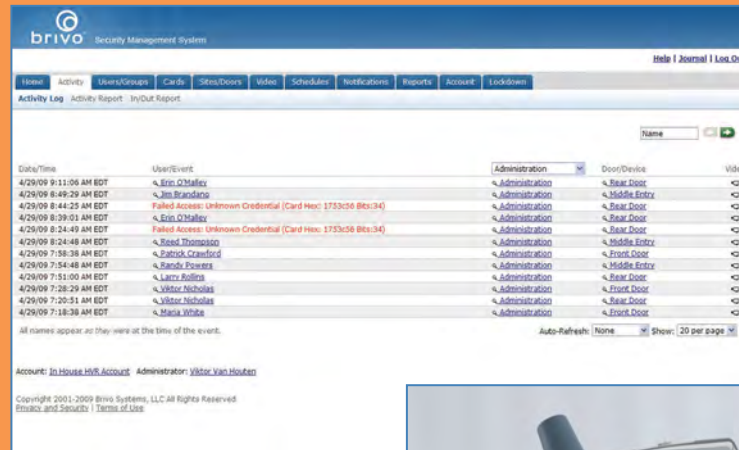 brivo Security Management System
Help | Journal | Log Ou
Home Activity Users/Groups Cards Sites/Doors Video Schedules Notifications Reports Account Lockdown
Activity Log Activity Report In/Out Report
Name
Date/Time User/Event Administration Door/Device Vide
4/29/09 9:11:06 AM EDT Erin O'Malley Administration Rear Door
4/29/09 8:49:29 AM EDT Jim Brandano Administration Middle Entry
4/29/09 8:44:25 AM EDT Failed Access: Unknown Credential (Card Hex: 1753c56 Bits:34) Administration Rear Door
4/29/09 8:39:01 AM EDT Erin O'Malley Administration Rear Door
4/29/09 8:24:49 AM EDT Failed Access: Unknown Credential (Card Hex: 1753c56 Bits:34) Administration Rear Door
4/29/09 8:24:48 AM EDT Reed Thompson Administration Middle Entry
4/29/09 7:58:36 AM EDT Patrick Crawford Administration Front Door
4/29/09 7:54:48 AM EDT Randy Powers Administration Middle Entry
4/29/09 7:51:00 AM EDT Larry Rollins Administration Rear Door
4/29/09 7:28:29 AM EDT Viktor Nicholas Administration Front Door
4/29/09 7:20:51 AM EDT Viktor Nicholas Administration Rear Door
4/29/09 7:18:38 AM EDT Maria White Administration Front Door
All names appear as they were at the time of the event. Auto-Refresh: None Show: 20 per page
Account: In House HVR Account Administrator: Viktor Van Houten
Copyright 2001-2009 Brivo Systems, LLC All Rights Reserved
Privacy and Security | Terms of Use